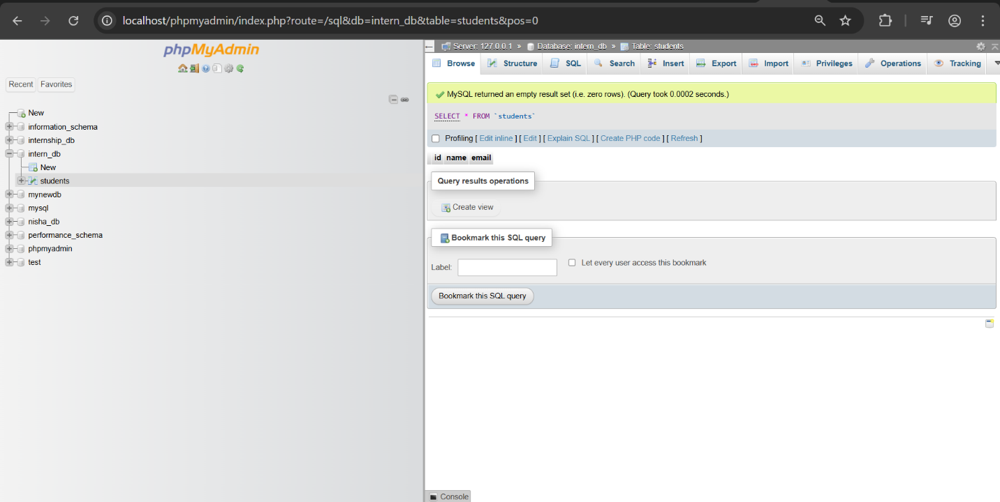 localhost/phpmyadmin/index.php?route=/sql&db=intern_db&table=students&pos=0
phpMyAdmin
Recent Favorites
New
information_schema
internship_db
intern_db
New
students
mynewdb
mysql
nisha_db
performance_schema
phpmyadmin
test
Server: 127.0.0.1 » Database: intern_db » Table: students
Browse Structure SQL Search Insert Export Import Privileges Operations Tracking
MySQL returned an empty result set (i.e. zero rows). (Query took 0.0002 seconds.)
SELECT * FROM `students`
Profiling [ Edit inline ] [ Edit ] [ Explain SQL ] [ Create PHP code ] [ Refresh ]
id name email
Query results operations
Create view
Bookmark this SQL query
Label: Let every user access this bookmark
Bookmark this SQL query
Console